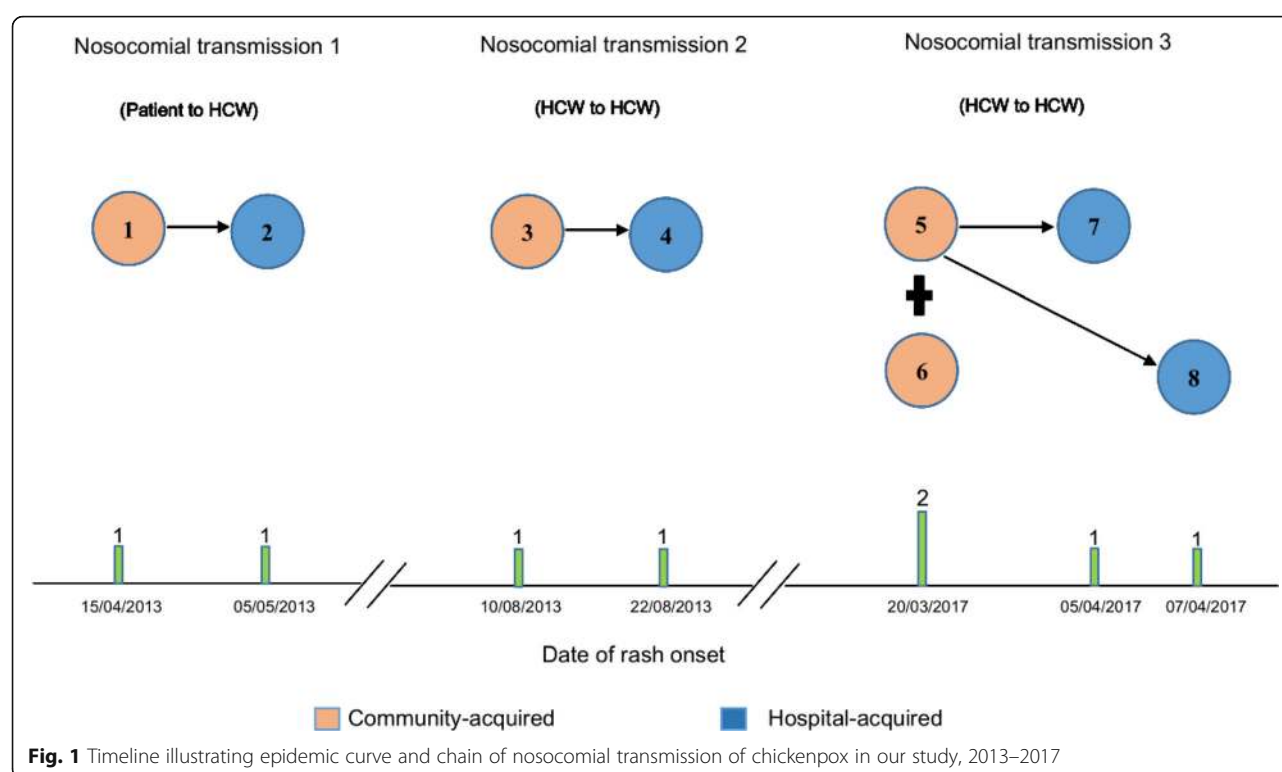 Nosocomial transmission 1 Nosocomial transmission 2 Nosocomial transmission 3
(Patient to HCW) (HCW to HCW) (HCW to HCW)
1 2 3 4 5 7
6 8
2
1 1 1 1 1 1
15/04/2013 05/05/2013 10/08/2013 22/08/2013 20/03/2017 05/04/2017 07/04/2017
Date of rash onset
Community-acquired Hospital-acquired
Fig. 1 Timeline illustrating epidemic curve and chain of nosocomial transmission of chickenpox in our study, 2013–2017